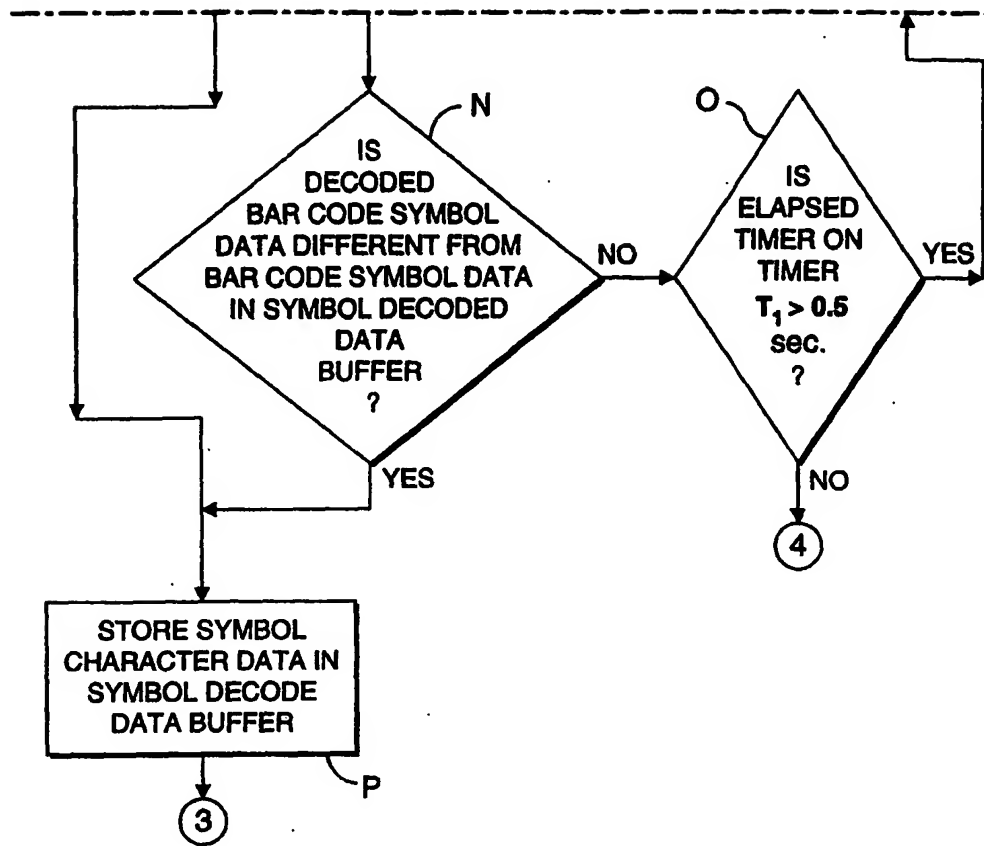 N
IS
DECODED
BAR CODE SYMBOL
DATA DIFFERENT FROM
BAR CODE SYMBOL DATA
IN SYMBOL DECODED
DATA
BUFFER
?
NO
YES
O
IS
ELAPSED
TIMER ON
TIMER
T₁ > 0.5
sec.
?
YES
NO
4
STORE SYMBOL
CHARACTER DATA IN
SYMBOL DECODE
DATA BUFFER
P
3